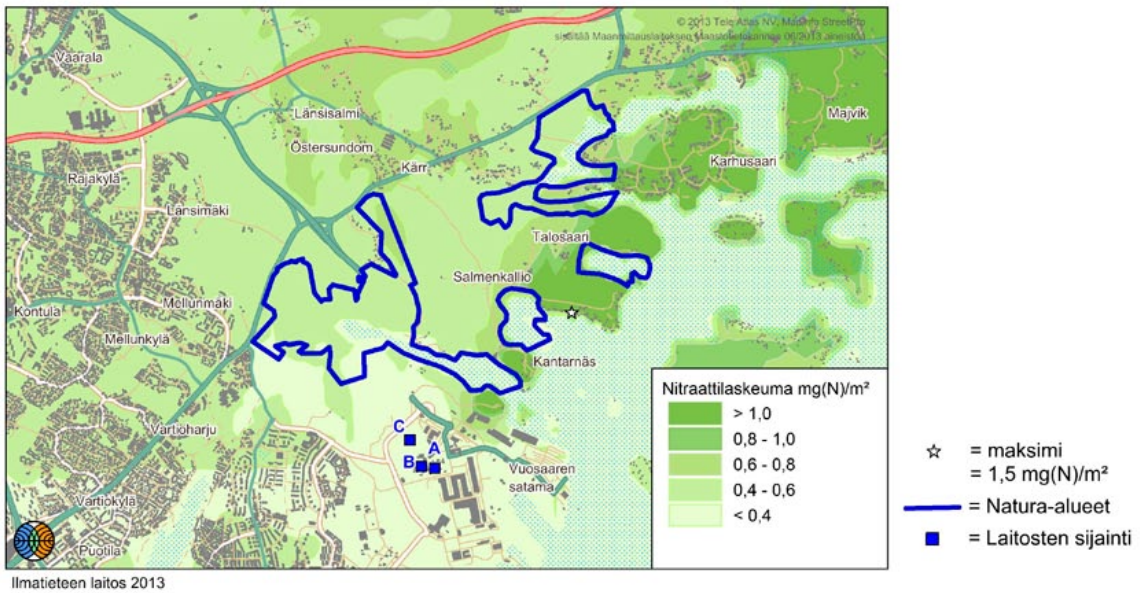 © 2013 Tele Atlas NV,
sisältää Maanmittauslaitoksen Maastotietokannan 06/2013 aineistoa
Vaarala
Länsisalmi
Majvik
Östersundom
Karhusaari
Kärr
Rajakylä
Länsimäki
Talosaari
Salmenkallio
Mellunmäki
Kontula
Mellunkylä
Kantarnäs
Nitraattilaskeuma mg(N)/m²
> 1,0
0,8 - 1,0
0,6 - 0,8
0,4 - 0,6
< 0,4
Vartioharju
C
B
A
Vuosaaren
satama
Vartiokylä
Puotila
= maksimi
= 1,5 mg(N)/m²
= Natura-alueet
= Laitosten sijainti
Ilmatieteen laitos 2013